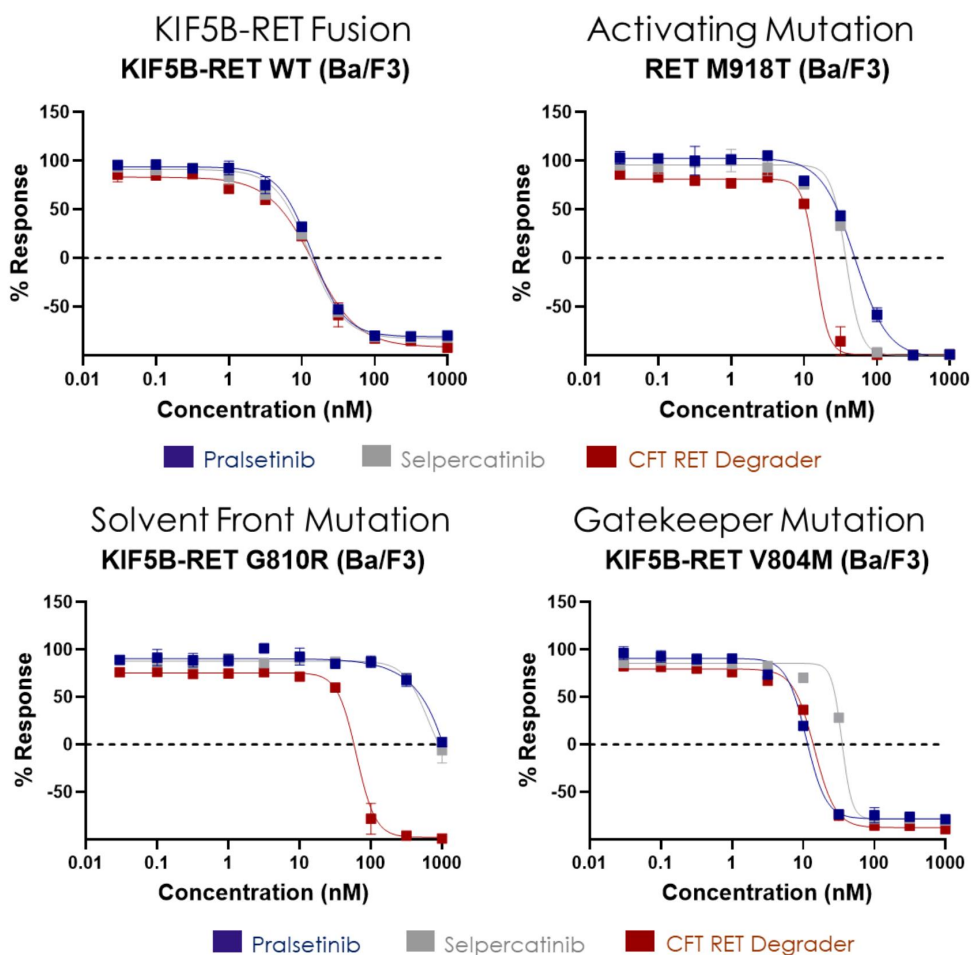 KIF5B-RET Fusion
KIF5B-RET WT (Ba/F3)
150
100
50
0
-50
% Response
0.01 0.1 1 10 100 1000
Concentration (nM)
Activating Mutation
RET M918T (Ba/F3)
150
100
50
0
-50
% Response
0.01 0.1 1 10 100 1000
Concentration (nM)
Pralsetinib Selpercatinib CFT RET Degrader
Solvent Front Mutation
KIF5B-RET G810R (Ba/F3)
150
100
50
0
-50
% Response
0.01 0.1 1 10 100 1000
Concentration (nM)
Gatekeeper Mutation
KIF5B-RET V804M (Ba/F3)
150
100
50
0
-50
% Response
0.01 0.1 1 10 100 1000
Concentration (nM)
Pralsetinib Selpercatinib CFT RET Degrader